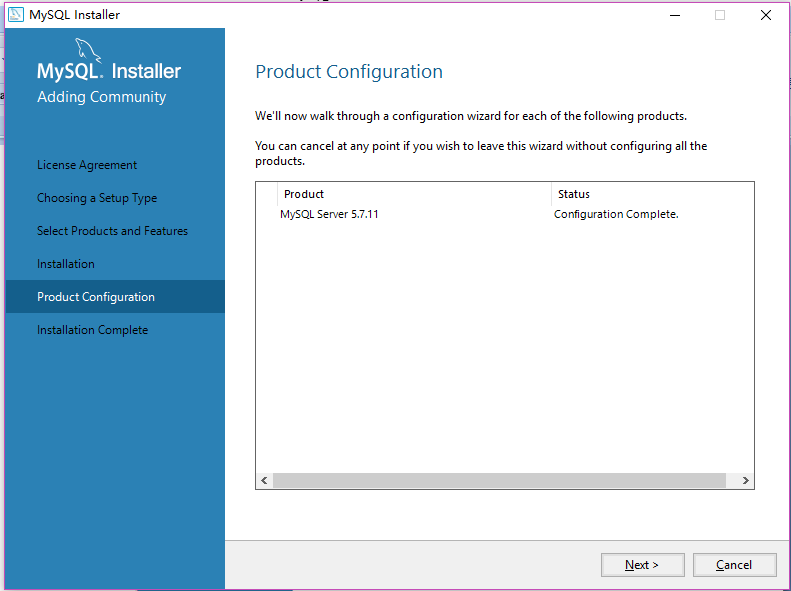 MySQL Installer
MySQL. Installer
Adding Community
License Agreement
Choosing a Setup Type
Select Products and Features
Installation
Product Configuration
Installation Complete
Product Configuration
We'll now walk through a configuration wizard for each of the following products.
You can cancel at any point if you wish to leave this wizard without configuring all the
products.
Product Status
MySQL Server 5.7.11 Configuration Complete.
Next >
Cancel